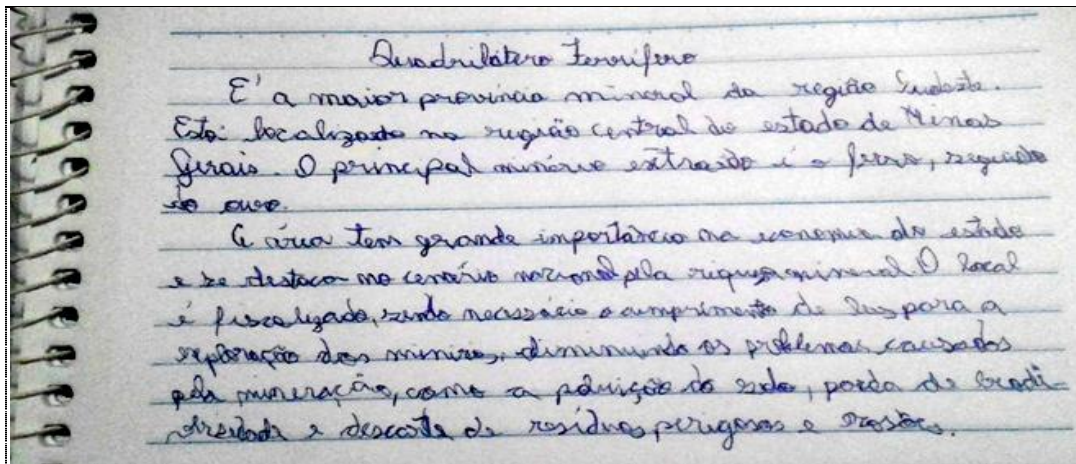 Quadrilátero Ferrífero
E' a maior província mineral da região Sudeste.
Está localizado na região central do estado de Minas
Gerais. O principal minério extraído é o ferro, seguido
do ouro.
A área tem grande importância na economia do estado
e se destaca no cenário nacional pela riqueza mineral. O local
é fiscalizado, sendo necessário o cumprimento de leis para a
exploração dos minérios, diminuindo os problemas causados
pela mineração, como a poluição do solo, perda de biodi-
versidade e descarte de resíduos perigosos e erosão.